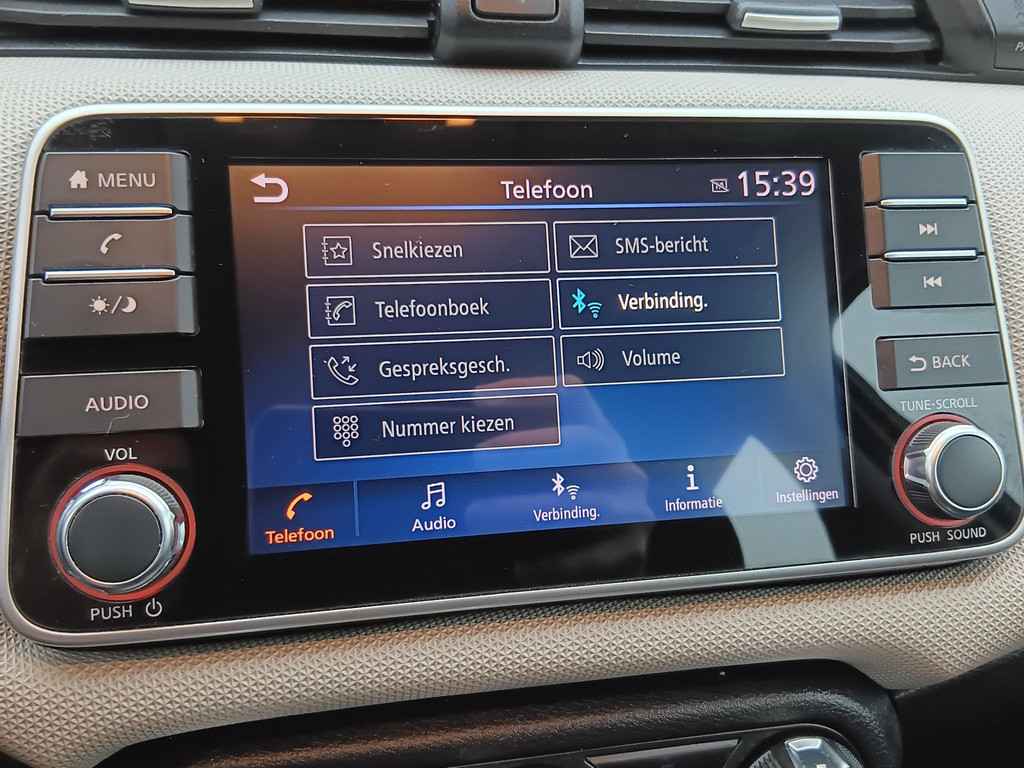 MENU
Telefoon
TA
15:39
Snelkiezen
SMS-bericht
Telefoonboek
Verbinding.
Gespreksgesch.
Volume
Nummer kiezen
AUDIO
BACK
VOL
TUNE·SCROLL
Telefoon
Audio
Verbinding.
Informatie
Instellingen
PUSH
PUSH SOUND